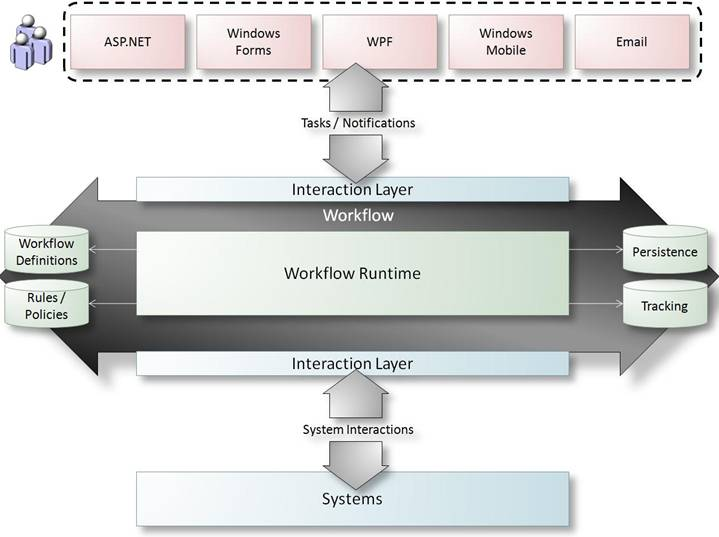 ASP.NET
Windows
Forms
WPF
Windows
Mobile
Email
Tasks / Notifications
Interaction Layer
Workflow
Workflow
Definitions
Rules /
Policies
Workflow Runtime
Persistence
Tracking
Interaction Layer
System Interactions
Systems